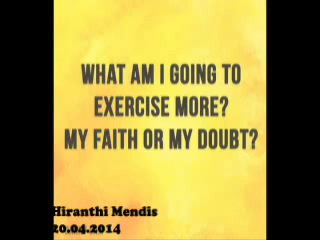 WHAT AM I GOING TO
EXERCISE MORE?
MY FAITH OR MY DOUBT?
Hiranthi Mendis
20.04.2014